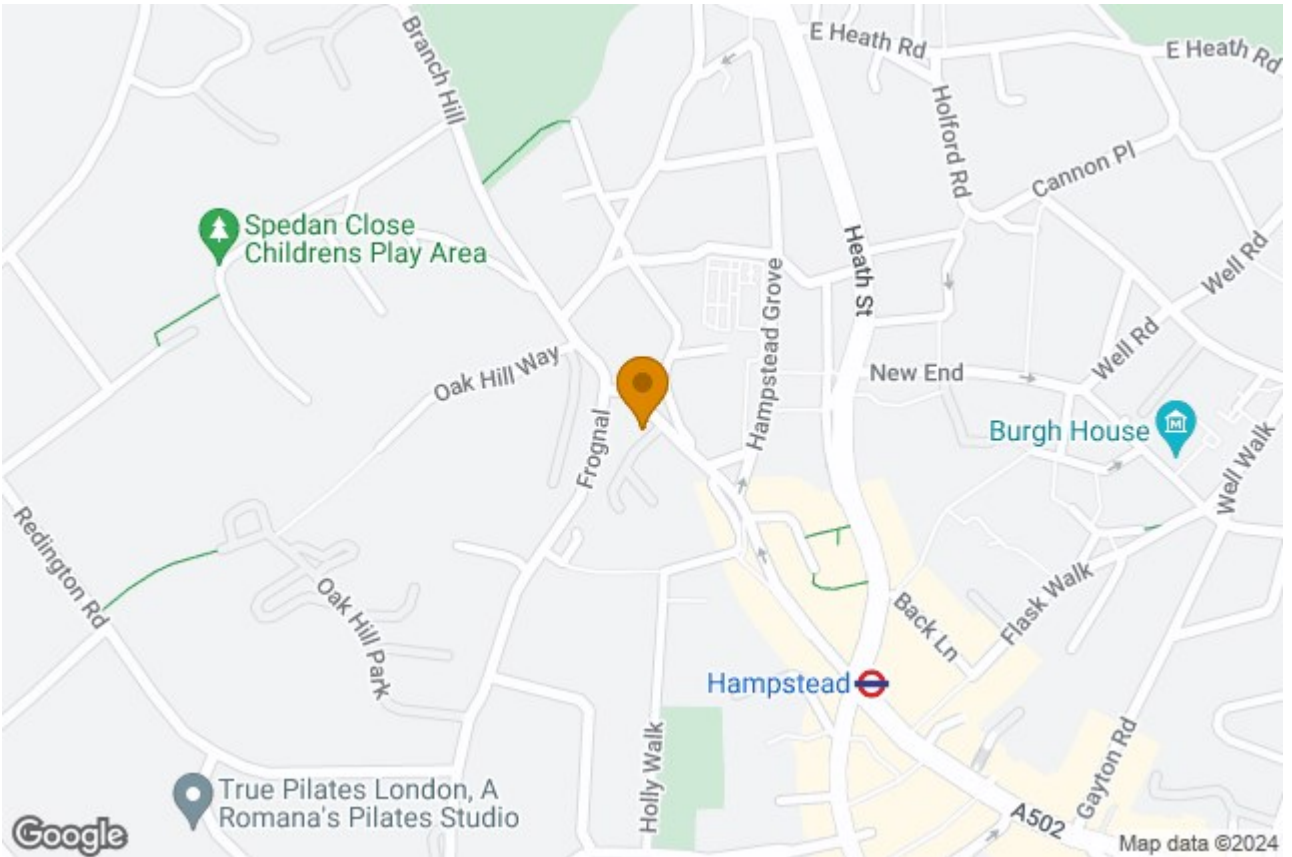 Branch Hill
E Heath Rd
E Heath Rd
Holford Rd
Cannon Pl
Spedan Close
Childrens Play Area
Heath St
Well Rd
Hampstead Grove
Well Rd
Oak Hill Way
New End
Frognal
Burgh House
Well Walk
Redington Rd
Oak Hill Park
Flask Walk
Back Ln
Hampstead
Holly Walk
Gayton Rd
True Pilates London, A
Romana's Pilates Studio
A502
Google
Map data ©2024